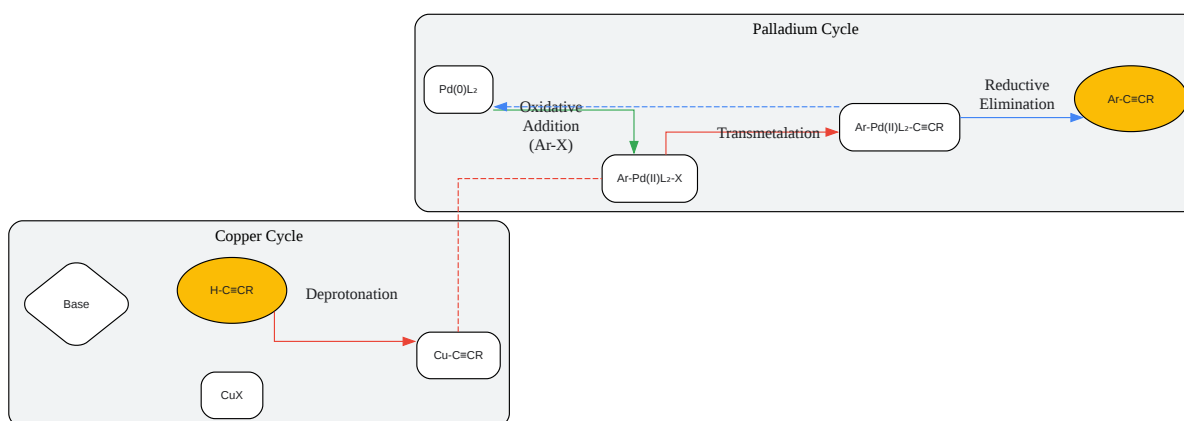 Palladium Cycle
Pd(0)L₂
Oxidative
Addition
(Ar-X)
Transmetalation
Ar-Pd(II)L₂-X
Ar-Pd(II)L₂-C≡CR
Reductive
Elimination
Ar-C≡CR
Copper Cycle
Base
H-C≡CR
Deprotonation
Cu-C≡CR
CuX